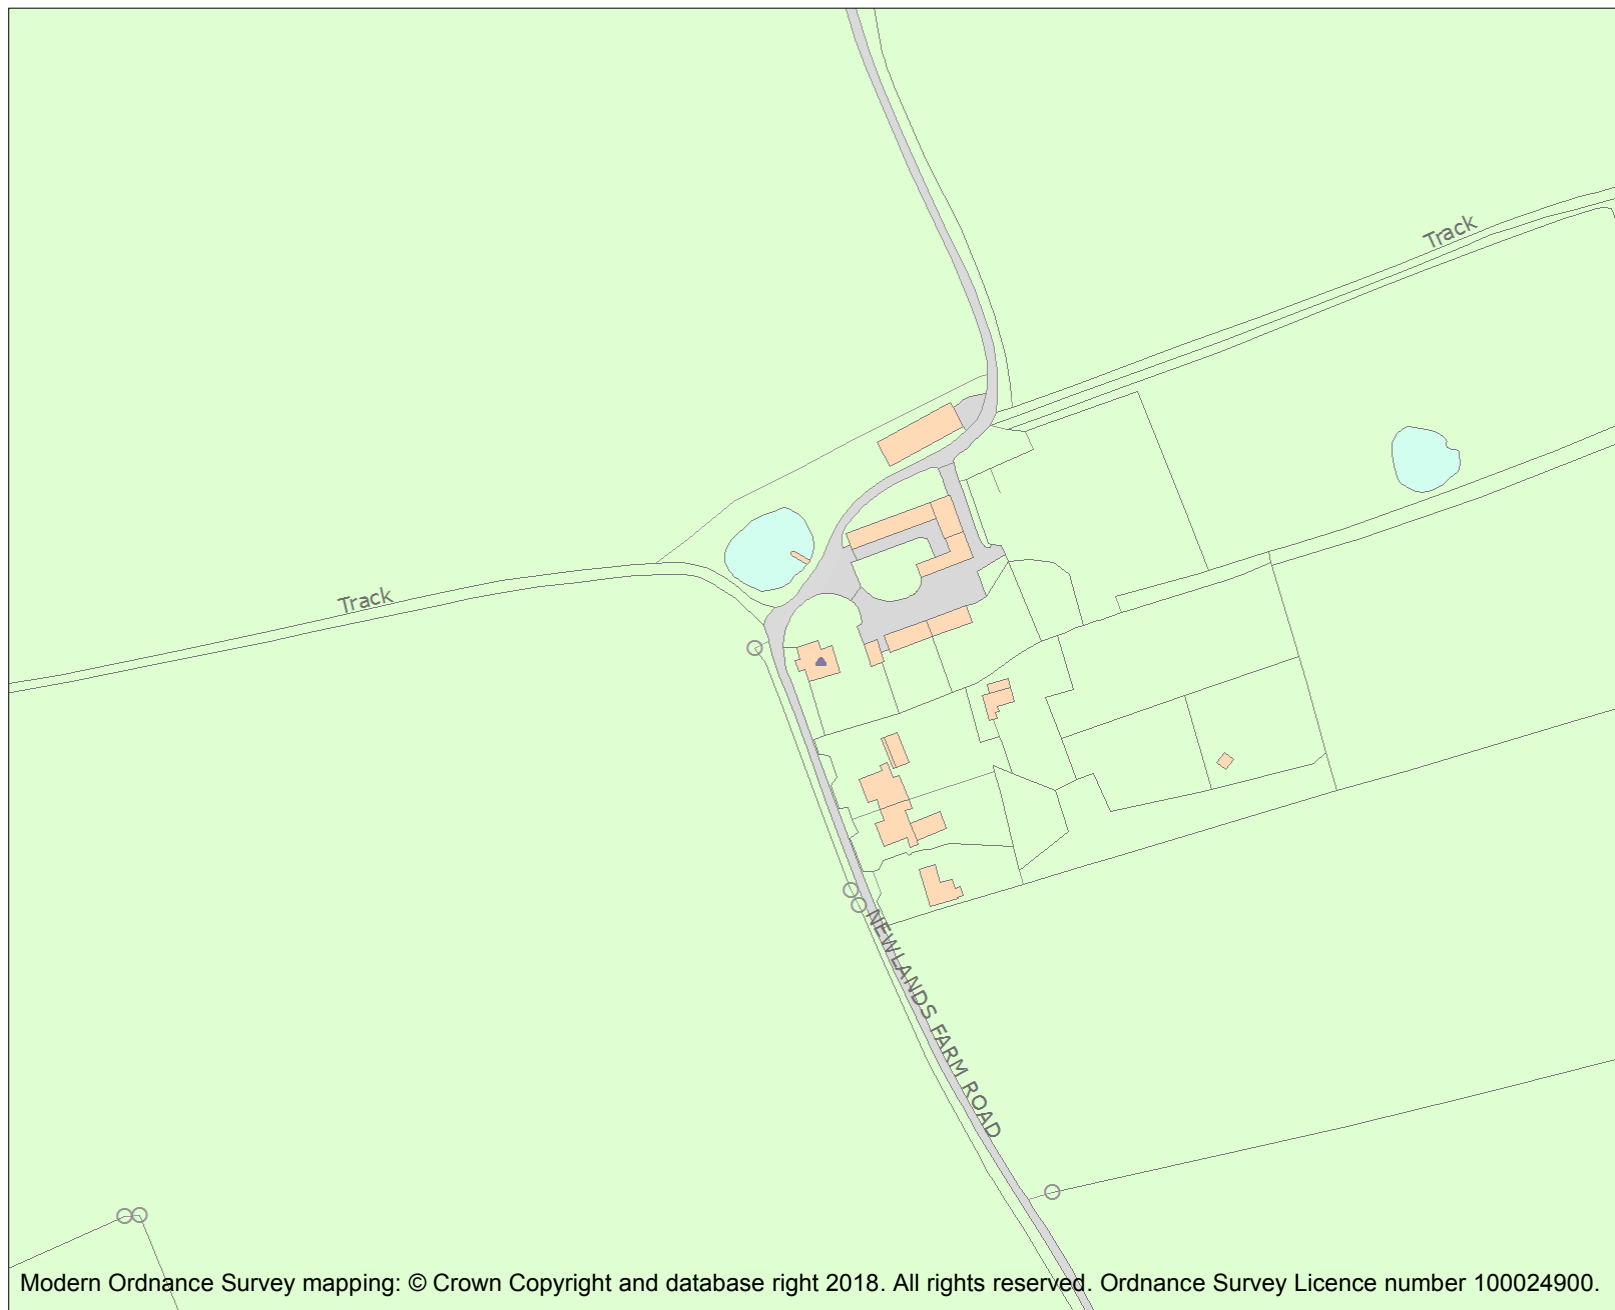 Track
Track
NEWLANDS FARM ROAD
Modern Ordnance Survey mapping: © Crown Copyright and database right 2018. All rights reserved. Ordnance Survey Licence number 100024900.